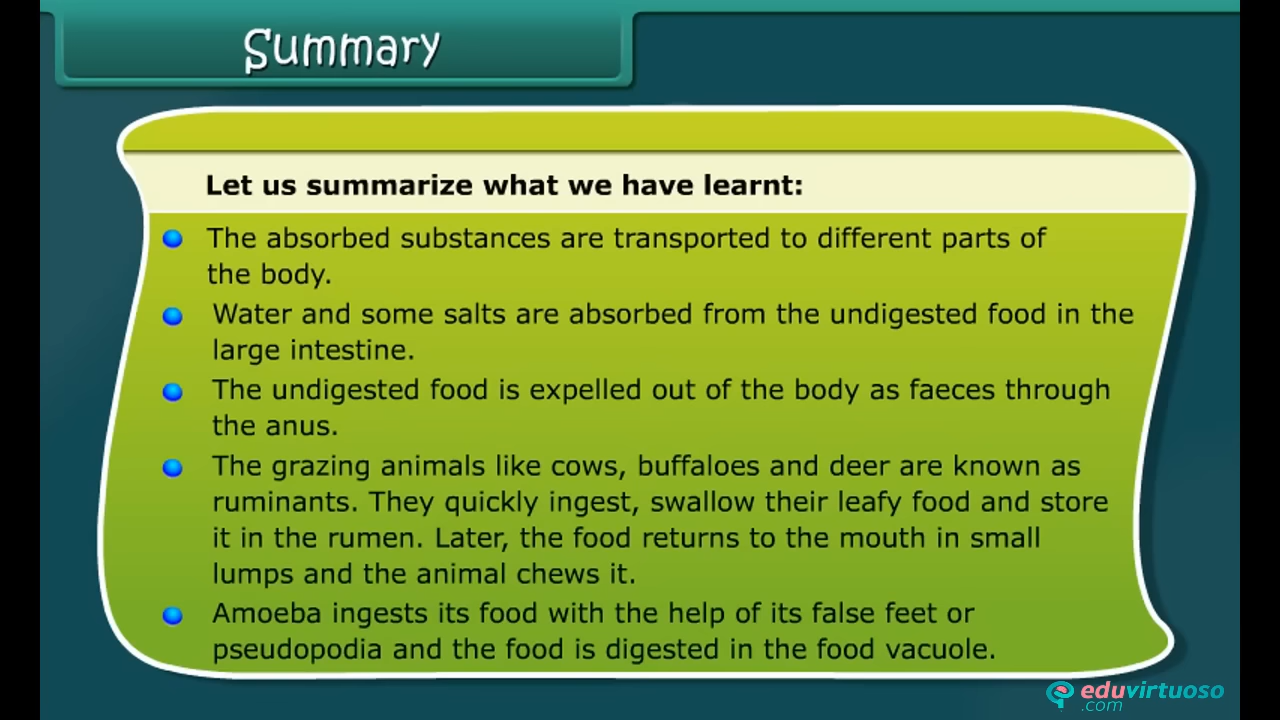 Summary
Let us summarize what we have learnt:
The absorbed substances are transported to different parts of
the body.
Water and some salts are absorbed from the undigested food in the
large intestine.
The undigested food is expelled out of the body as faeces through
the anus.
The grazing animals like cows, buffaloes and deer are known as
ruminants. They quickly ingest, swallow their leafy food and store
it in the rumen. Later, the food returns to the mouth in small
lumps and the animal chews it.
Amoeba ingests its food with the help of its false feet or
pseudopodia and the food is digested in the food vacuole.
eduvirtuoso
.com